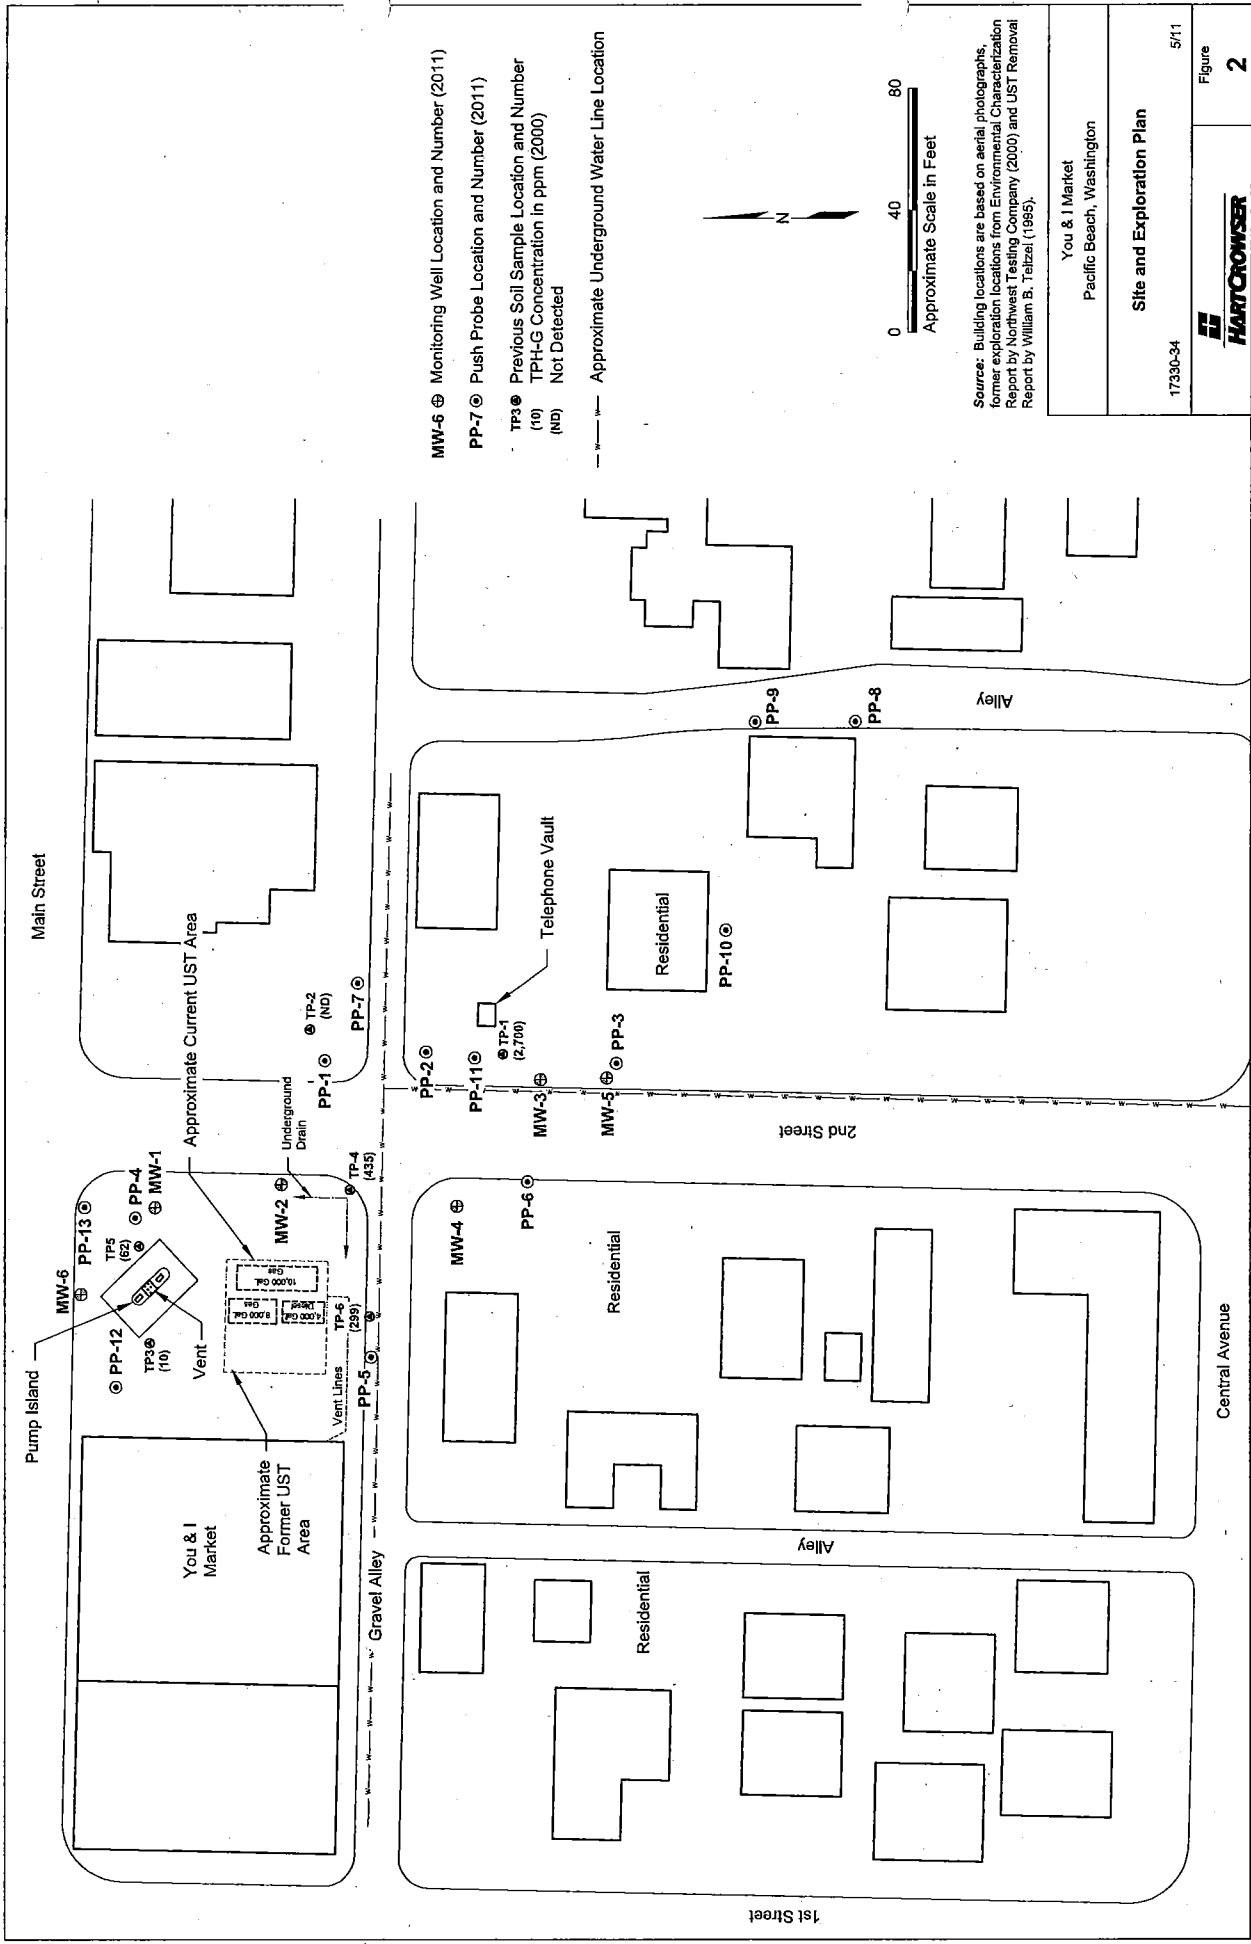 Main Street
Pump Island
MW-6
PP-13
PP-4
MW-1
TP5
(62)
PP-12
TP3
(10)
Vent
Approximate Current UST Area
You & I
Market
Approximate
Former UST
Area
10,000 Gal.
Gas
8,000 Gal.
Gas
4,000 Gal.
Diesel
MW-2
Underground
Drain
Vent Lines
TP-6
(299)
TP-4
(435)
PP-5
PP-1
TP-2
(ND)
PP-7
Gravel Alley
W
PP-2
PP-11
TP-1
(2,700)
Telephone Vault
MW-3
MW-5
PP-3
MW-4
PP-6
Residential
Residential
Residential
PP-10
PP-9
PP-8
Alley
Alley
2nd Street
1st Street
Central Avenue
MW-6 Monitoring Well Location and Number (2011)
PP-7 Push Probe Location and Number (2011)
TP3 Previous Soil Sample Location and Number
(10) TPH-G Concentration in ppm (2000)
(ND) Not Detected
W W Approximate Underground Water Line Location
N
0 40 80
Approximate Scale in Feet
Source: Building locations are based on aerial photographs,
former exploration locations from Environmental Characterization
Report by Northwest Testing Company (2000) and UST Removal
Report by William B. Teitzel (1995).
You & I Market
Pacific Beach, Washington
Site and Exploration Plan
17330-34 5/11
HARTCROWSER
Figure
2